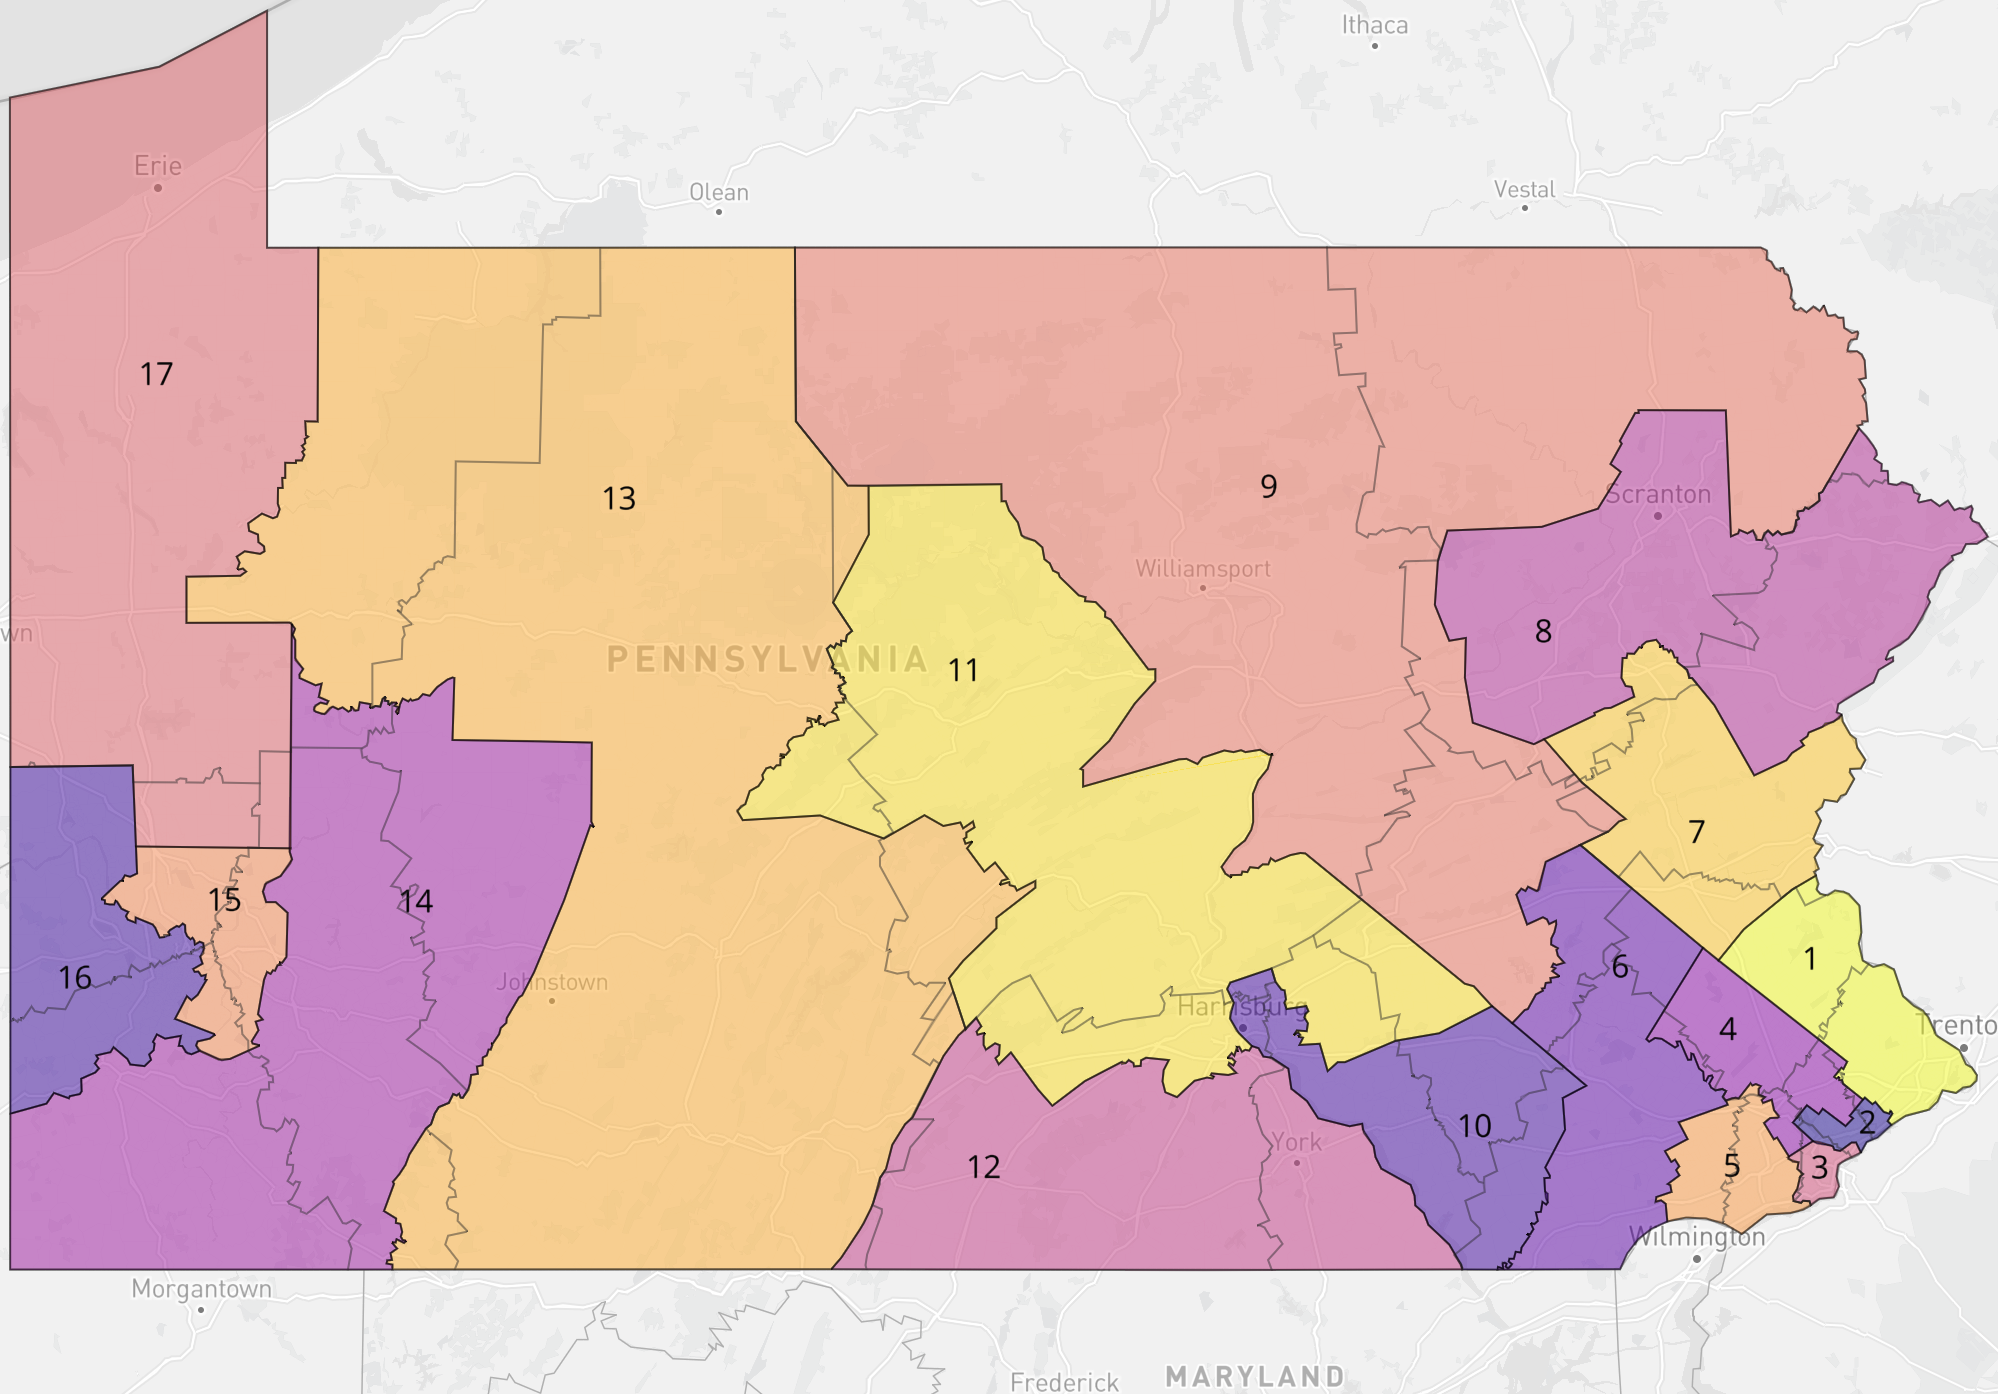 Ithaca
Erie
Olean
Vestal
17
13
9
Scranton
Williamsport
wn
8
PENNSYLVANIA
11
7
15
14
1
16
6
Johnstown
Harrisburg
4
Trento
10
2
York
12
5
3
Wilmington
Morgantown
MARYLAND
Frederick